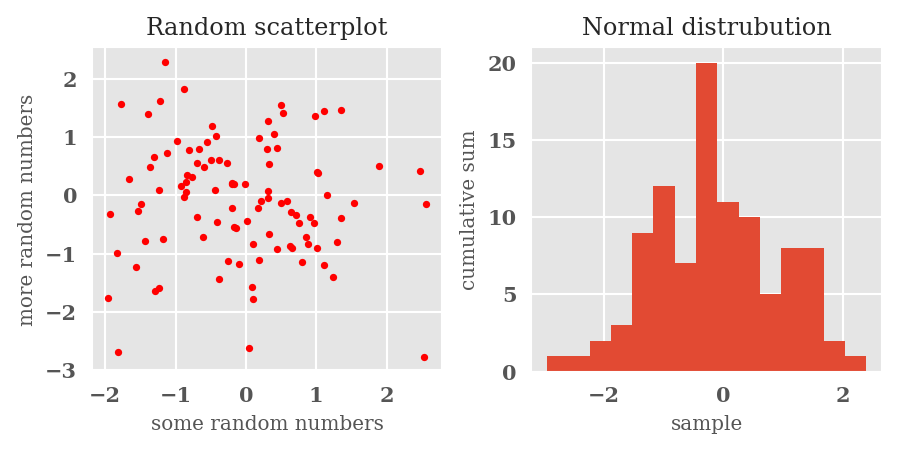 Random scatterplot
more random numbers
2
1
0
−1
−2
−3
−2 −1 0 1 2
some random numbers
Normal distrubution
cumulative sum
20
15
10
5
0
−2 0 2
sample